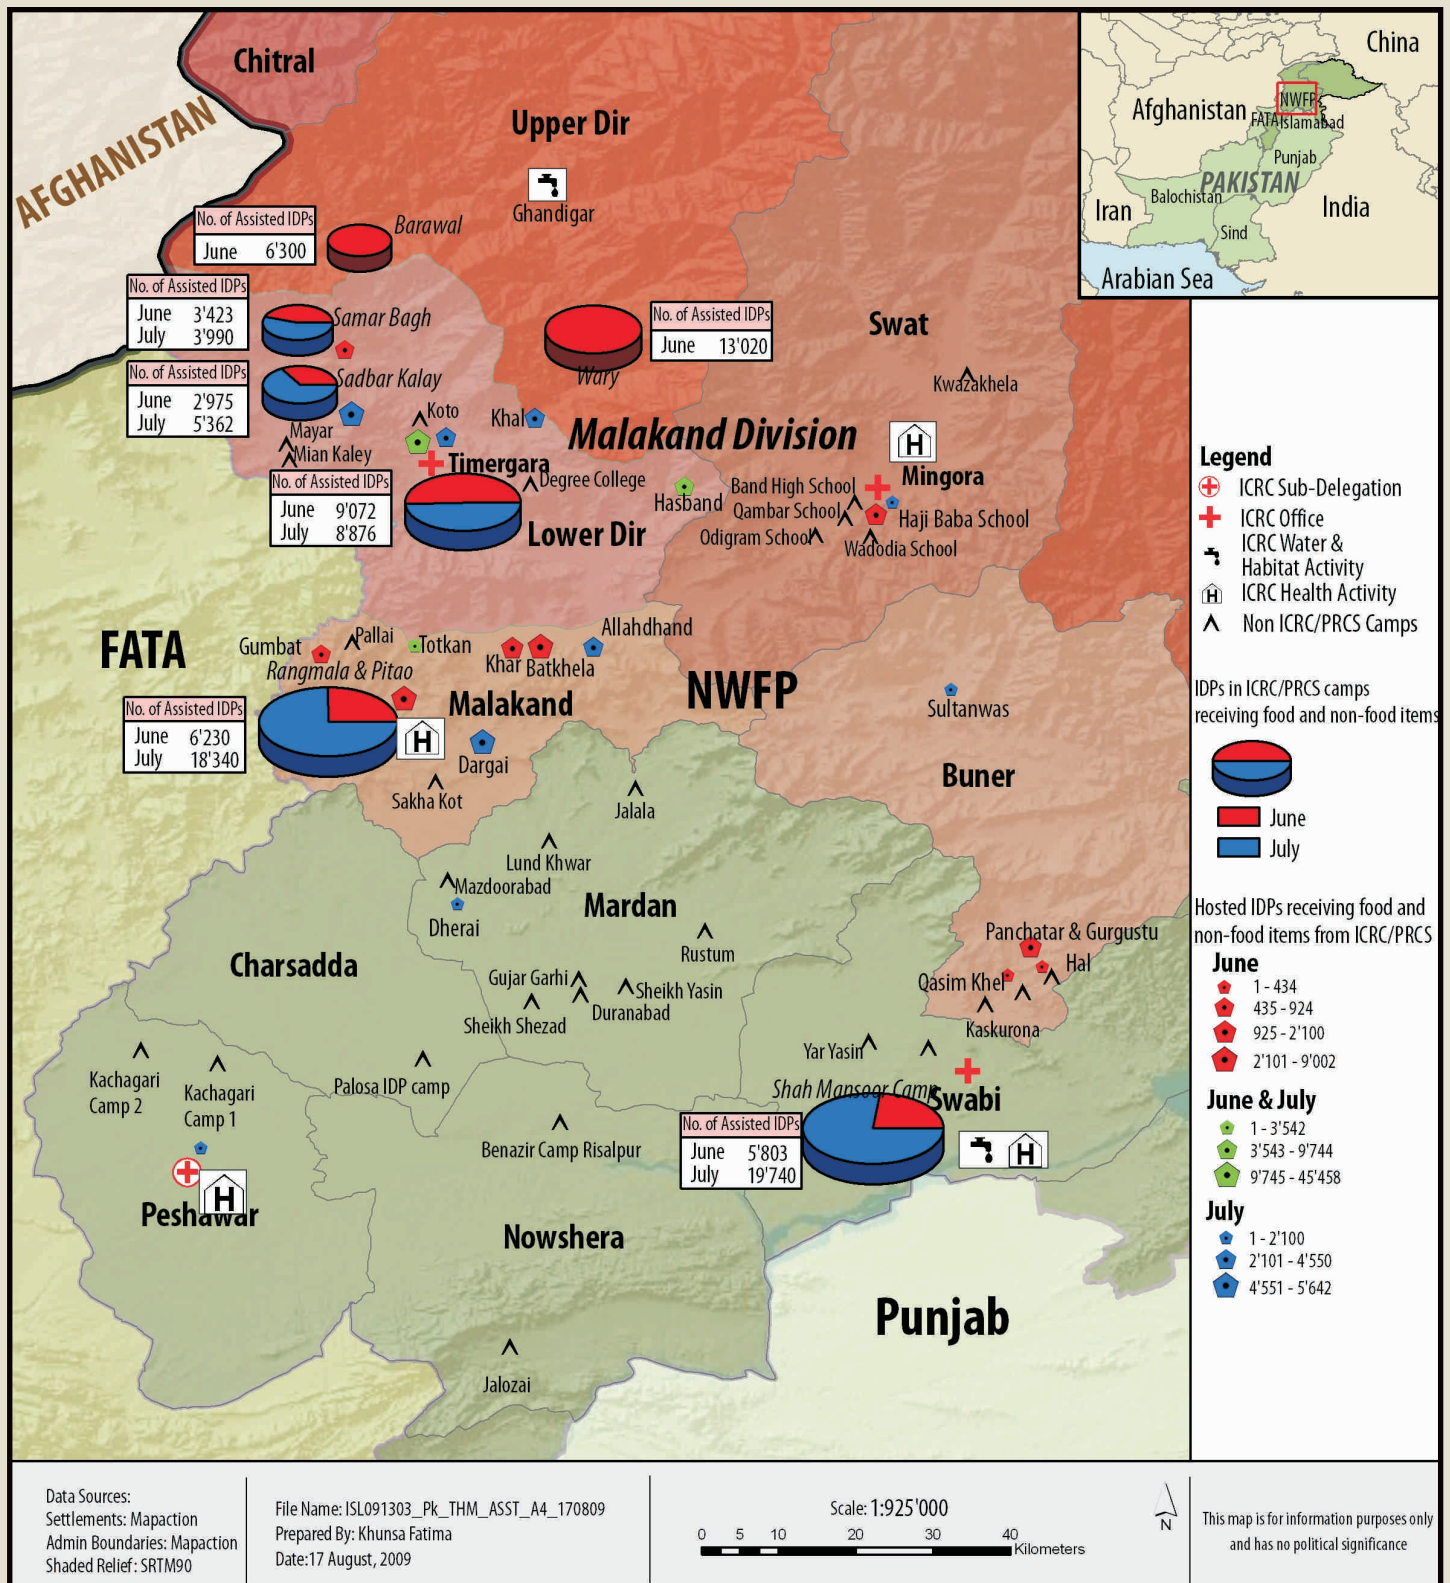 Chitral
AFGHANISTAN
Upper Dir
Ghandigar
No. of Assisted IDPs
June 6'300
Barawal
No. of Assisted IDPs
June 3'423
July 3'990
Samar Bagh
No. of Assisted IDPs
June 13'020
Wary
Swat
Kwazakhela
No. of Assisted IDPs
June 2'975
July 5'362
Sadbar Kalay
Koto
Khal
Mayar
Mian Kaley
Malakand Division
Timergara
Degree College
Hasband
Mingora
Band High School
Qambar School
Haji Baba School
Odigram School
Wadodia School
No. of Assisted IDPs
June 9'072
July 8'876
Lower Dir
FATA
Gumbat
Pallai
Totkan
Khar
Batkhela
Allahdhand
Rangmala & Pitao
Malakand
NWFP
No. of Assisted IDPs
June 6'230
July 18'340
Dargai
Sakha Kot
Sultanwas
Buner
Jalala
Lund Khwar
Mazdoorabad
Dherai
Mardan
Rustum
Charsadda
Gujar Garhi
Sheikh Yasin
Duranabad
Sheikh Shezad
Panchatar & Gurgustu
Hal
Qasim Khel
Kaskurona
Yar Yasin
Kachagari
Camp 2
Kachagari
Camp 1
Palosa IDP camp
Shah Mansoor Camp
Swabi
No. of Assisted IDPs
June 5'803
July 19'740
Benazir Camp Risalpur
Peshawar
Nowshera
Punjab
Jalozai
China
Afghanistan
NWFP
FATA
Islamabad
Punjab
PAKISTAN
Balochistan
Iran
India
Sind
Arabian Sea
Legend
ICRC Sub-Delegation
ICRC Office
ICRC Water &
Habitat Activity
H ICRC Health Activity
Non ICRC/PRCS Camps
IDPs in ICRC/PRCS camps
receiving food and non-food items
June
July
Hosted IDPs receiving food and
non-food items from ICRC/PRCS
June
1 - 434
435 - 924
925 - 2'100
2'101 - 9'002
June & July
1 - 3'542
3'543 - 9'744
9'745 - 45'458
July
1 - 2'100
2'101 - 4'550
4'551 - 5'642
H
H
H
H
Data Sources:
Settlements: Mapaction
Admin Boundaries: Mapaction
Shaded Relief: SRTM90
File Name: ISL091303_Pk_THM_ASST_A4_170809
Prepared By: Khunsa Fatima
Date:17 August, 2009
Scale: 1:925'000
0 5 10 20 30 40
Kilometers
N
This map is for information purposes only
and has no political significance